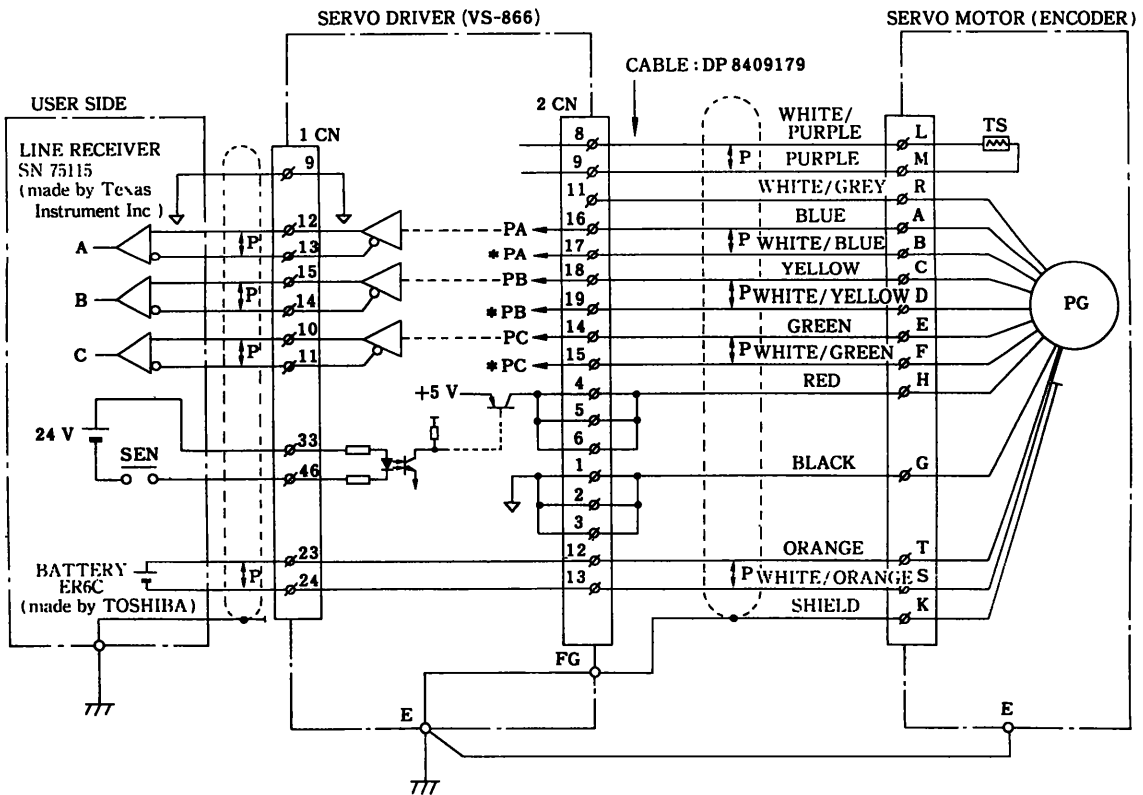 SERVO DRIVER (VS-866)
SERVO MOTOR (ENCODER)
CABLE : DP 8409179
USER SIDE
1 CN
2 CN
LINE RECEIVER
SN 75115
(made by Texas
Instrument Inc )
8 WHITE/
PURPLE L TS
9 P PURPLE M
9
11 WHITE/GREY R
12 PA 16 BLUE A
A P 13 *PA 17 P WHITE/BLUE B
15 PB 18 YELLOW C
B P 14 *PB 19 P WHITE/YELLOW D
PG
10 PC 14 GREEN E
C P 11 *PC 15 P WHITE/GREEN F
+5 V 4 RED H
5
24 V 33 6
SEN 46 1 BLACK G
2
3
23 12 ORANGE T
BATTERY P 24 13 P WHITE/ORANGE S
ER6C
(made by TOSHIBA)
SHIELD K
FG
E
E